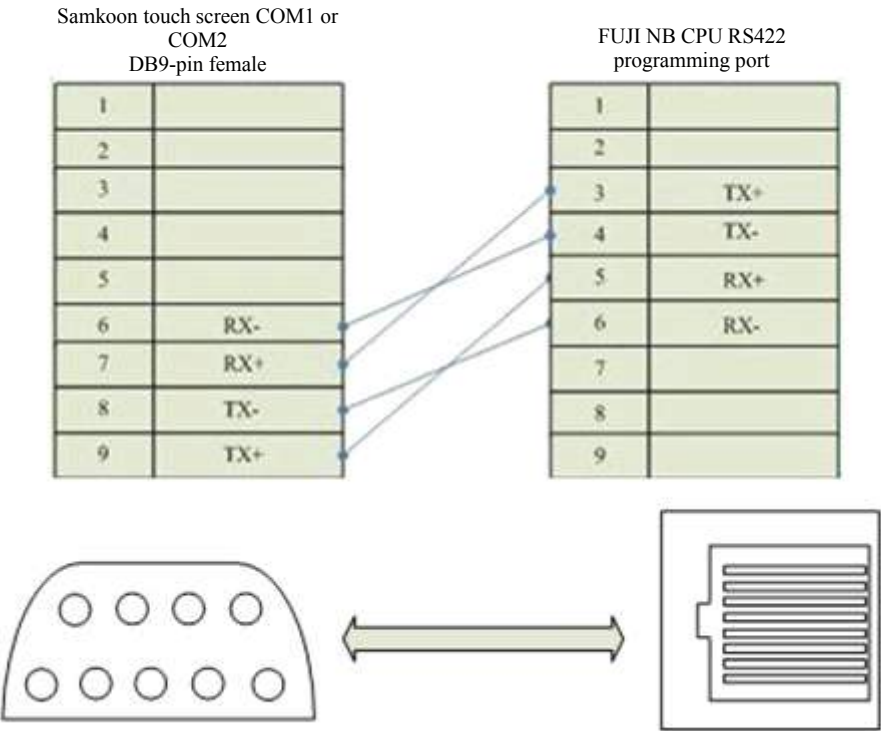 Samkoon touch screen COM1 or
COM2
DB9-pin female
FUJI NB CPU RS422
programming port
1
2
3
4
5
6 RX-
7 RX+
8 TX-
9 TX+
1
2
3 TX+
4 TX-
5 RX+
6 RX-
7
8
9